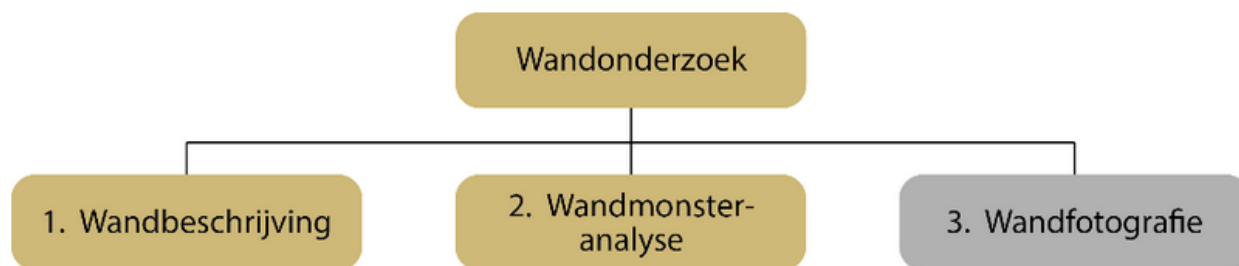 Wandonderzoek
1. Wandbeschrijving
2. Wandmonster-
analyse
3. Wandfotografie